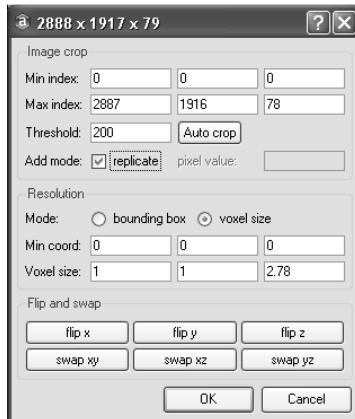 2888 x 1917 x 79
Image crop
Min index: 0 0 0
Max index: 2887 1916 78
Threshold: 200 Auto crop
Add mode: replicate pixel value:
Resolution
Mode: bounding box voxel size
Min coord: 0 0 0
Voxel size: 1 1 2.78
Flip and swap
flip x flip y flip z
swap xy swap xz swap yz
OK Cancel